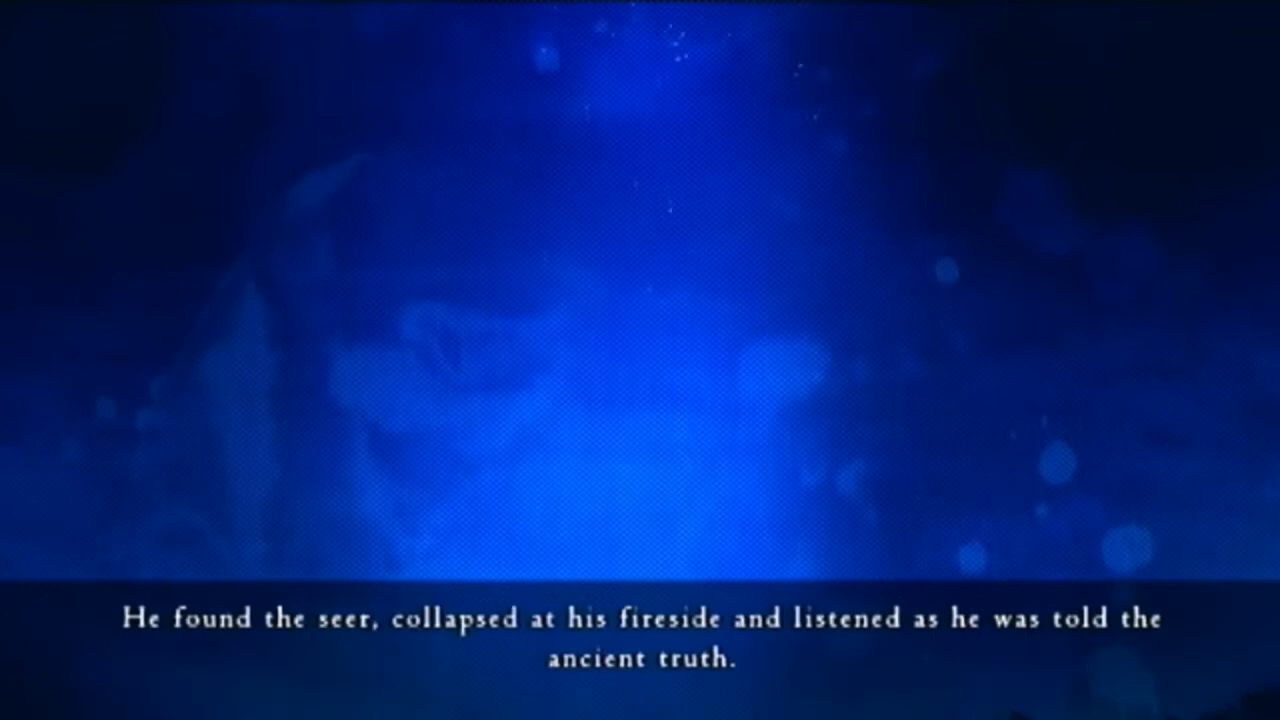 He found the seer, collapsed at his fireside and listened as he was told the
ancient truth.